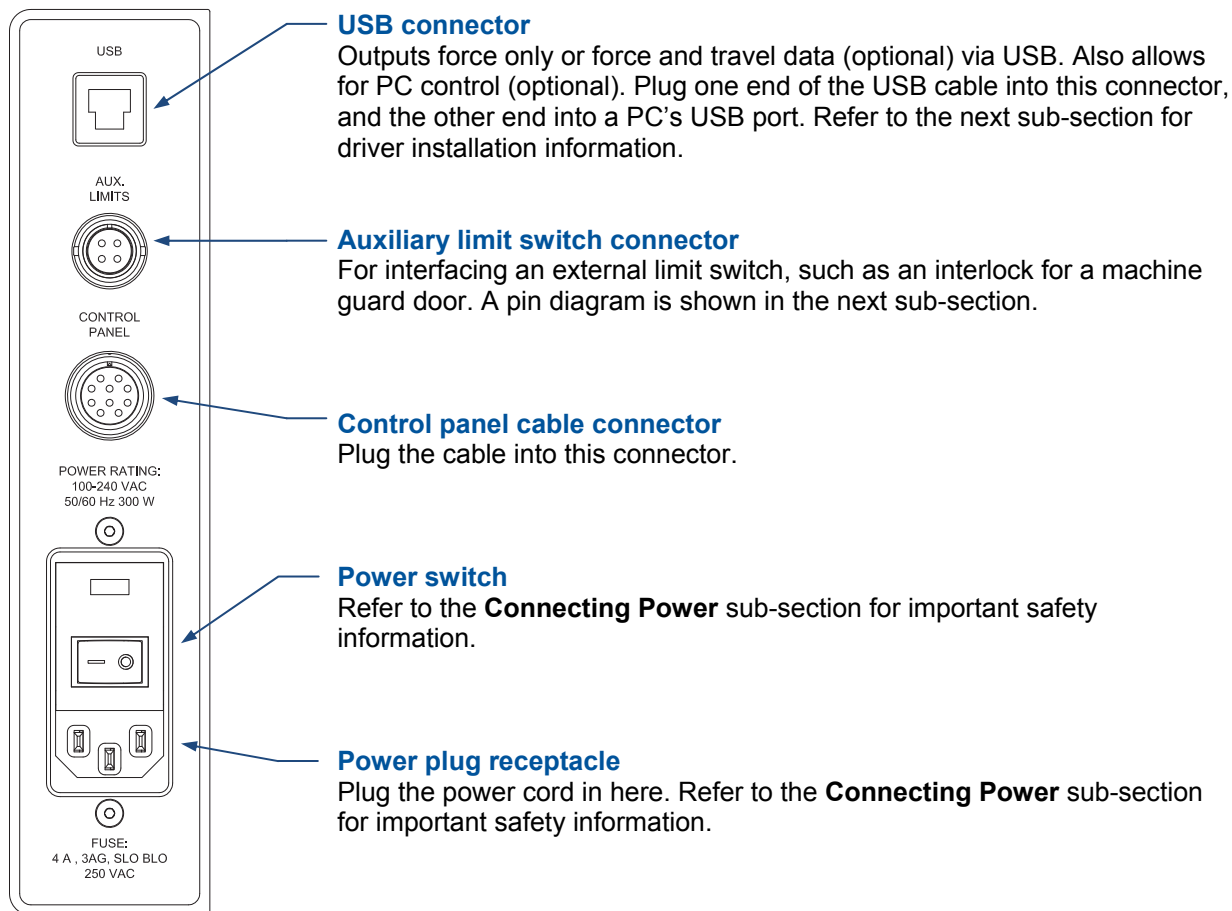 USB
AUX.
LIMITS
CONTROL
PANEL
POWER RATING:
100-240 VAC
50/60 Hz 300 W
FUSE:
4 A , 3AG, SLO BLO
250 VAC
USB connector
Outputs force only or force and travel data (optional) via USB. Also allows
for PC control (optional). Plug one end of the USB cable into this connector,
and the other end into a PC’s USB port. Refer to the next sub-section for
driver installation information.
Auxiliary limit switch connector
For interfacing an external limit switch, such as an interlock for a machine
guard door. A pin diagram is shown in the next sub-section.
Control panel cable connector
Plug the cable into this connector.
Power switch
Refer to the Connecting Power sub-section for important safety
information.
Power plug receptacle
Plug the power cord in here. Refer to the Connecting Power sub-section
for important safety information.